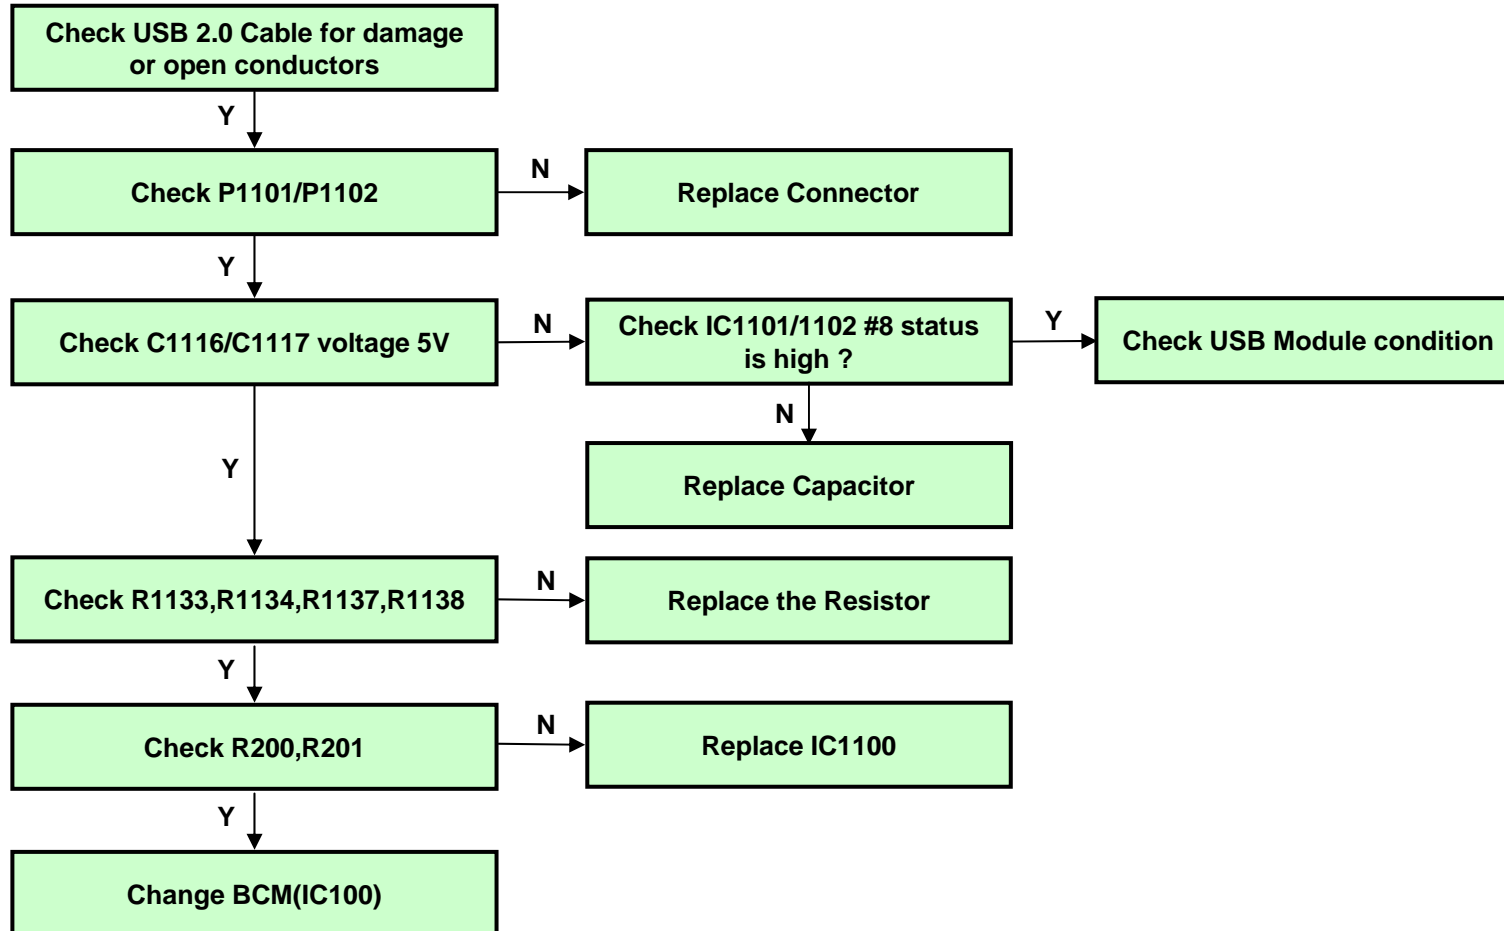 Check USB 2.0 Cable for damage
or open conductors
Y
Check P1101/P1102
N
Replace Connector
Y
Check C1116/C1117 voltage 5V
N
Check IC1101/1102 #8 status
is high ?
Y
Check USB Module condition
N
Replace Capacitor
Y
Check R1133,R1134,R1137,R1138
N
Replace the Resistor
Y
Check R200,R201
N
Replace IC1100
Y
Change BCM(IC100)